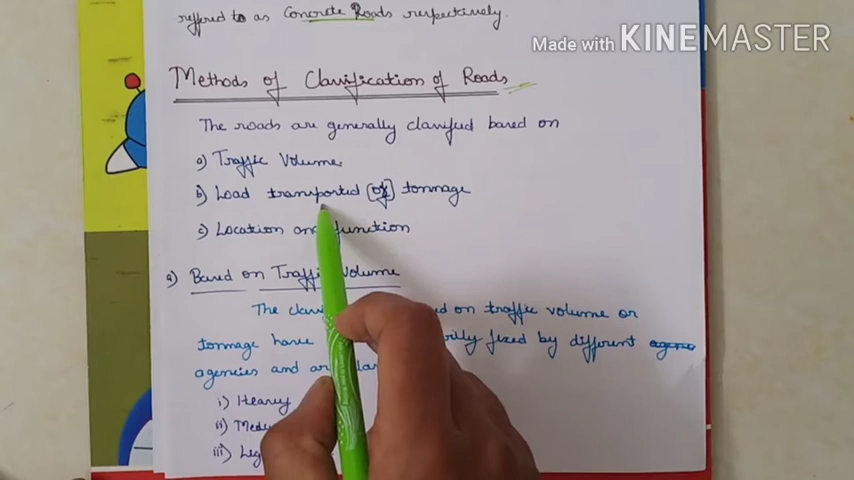 reffered to as Concrete Roads respectively.
Made with KINEMASTER
Methods of Classification of Roads
The roads are generally classified based on
a) Traffic Volume
b) Load transported [or] tonnage
c) Location function
a) Based on Traffic Volume
The on traffic volume or
tonnage have fixed by different
agencies and
i) Heavy
ii)
iii)